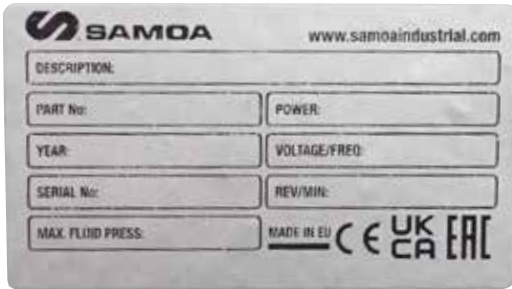 SAMOA www.samoaindustrial.com
DESCRIPTION:
PART No: POWER:
YEAR: VOLTAGE/FREQ:
SERIAL No: REV/MIN:
MAX. FLUID PRESS: MADE IN EU CE UK
CA EAC